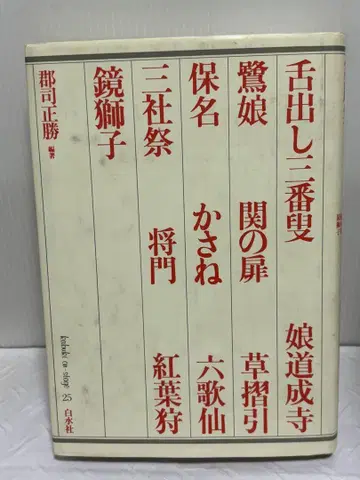 舌出し三番叟 娘道成寺
鷺娘 関の扉 草摺引
保名 かさね 六歌仙
三社祭 将門 紅葉狩
鏡獅子
郡司正勝 編著
kabuki on-stage 25
白水社